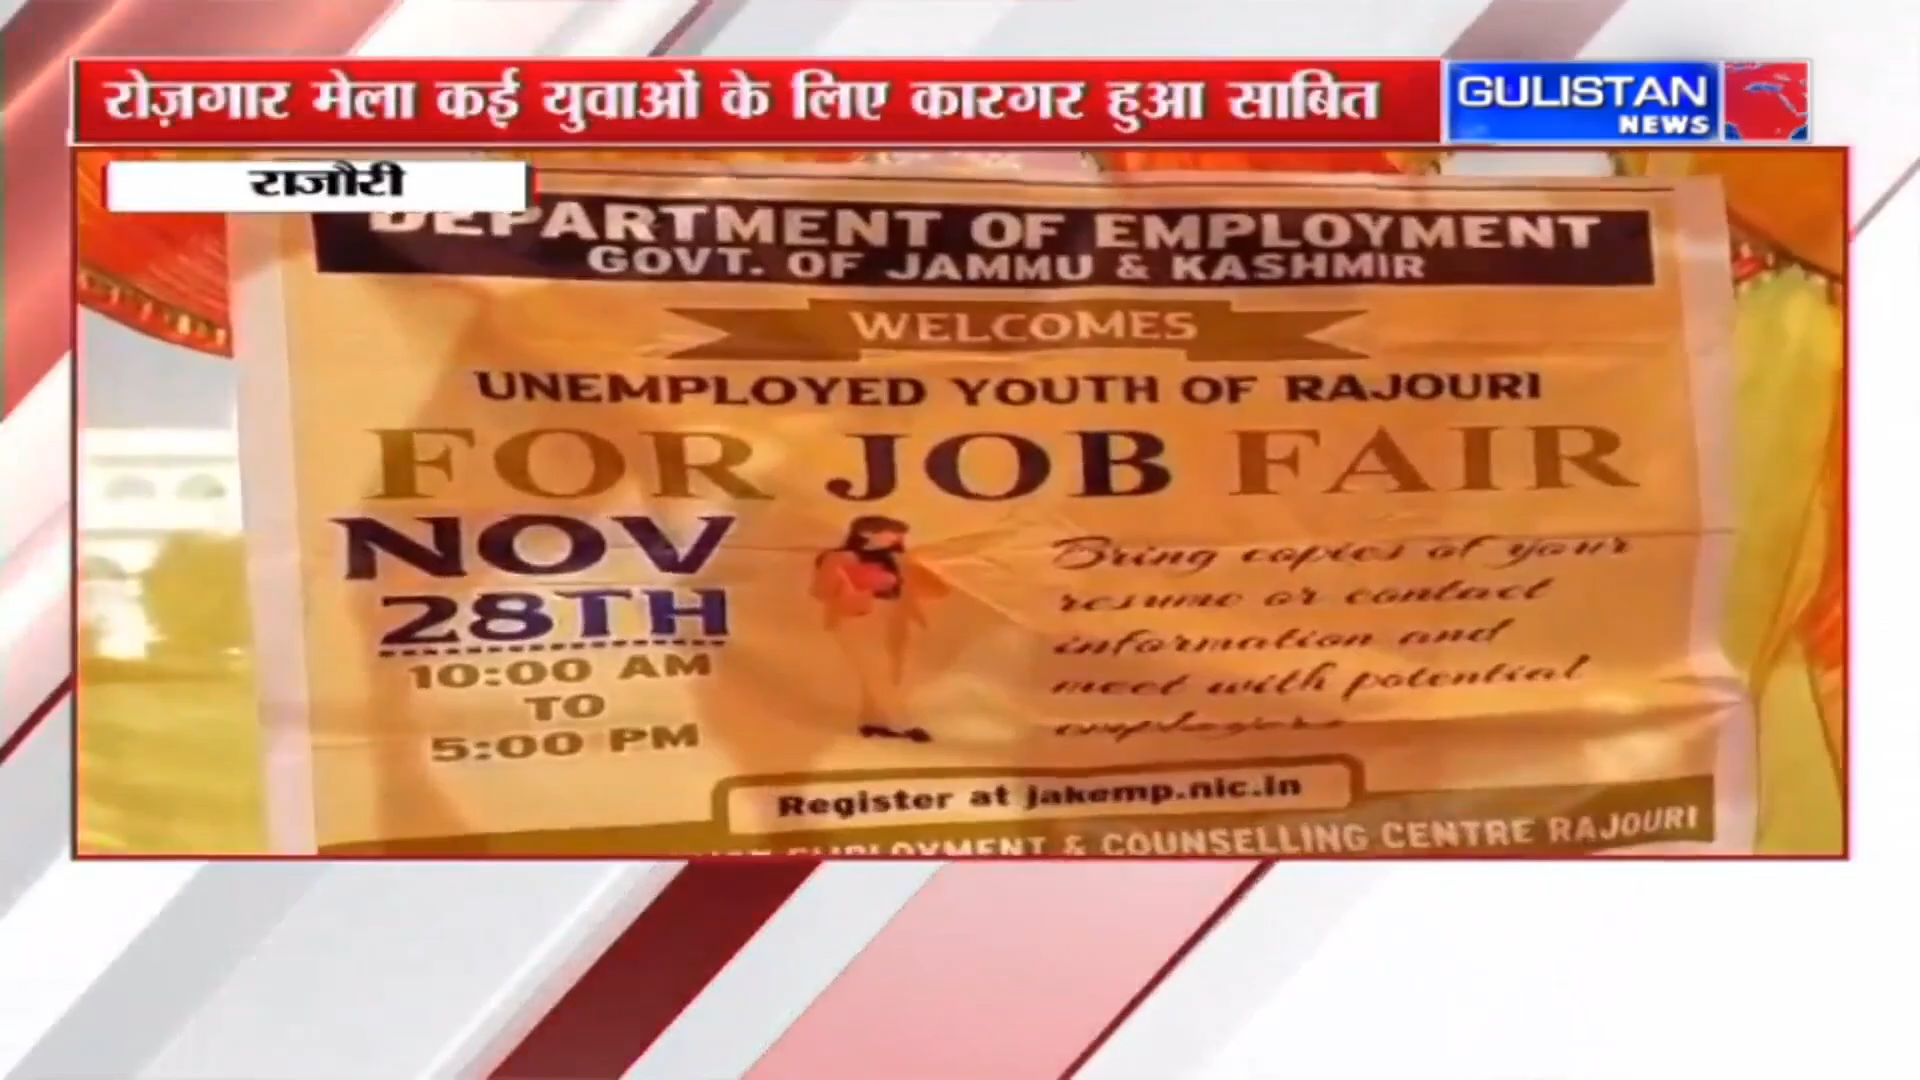 रोज़गार मेला कई युवाओं के लिए कारगर हुआ साबित
GULISTAN
NEWS
राजौरी
DEPARTMENT OF EMPLOYMENT
GOVT. OF JAMMU & KASHMIR
WELCOMES
UNEMPLOYED YOUTH OF RAJOURI
FOR JOB FAIR
NOV
28TH
10:00 AM
TO
5:00 PM
Bring copies of your
resume or contact
information and
meet with potential
employers
Register at jakemp.nic.in
EMPLOYMENT & COUNSELLING CENTRE RAJOURI